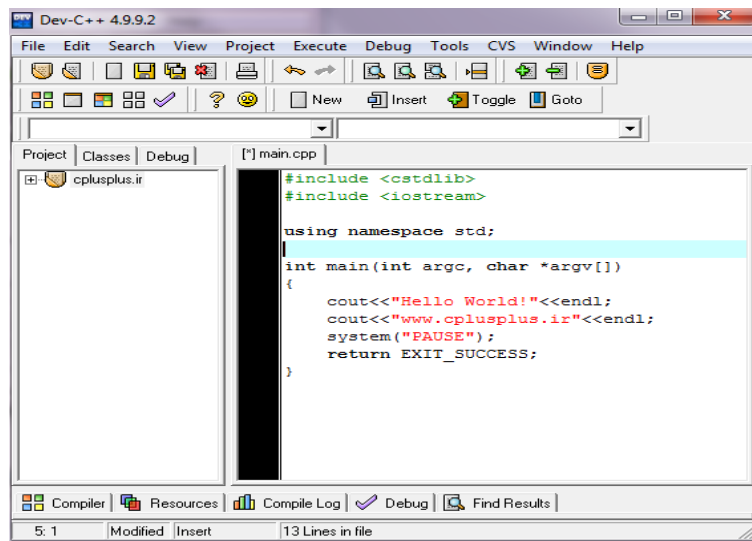 Dev-C++ 4.9.9.2
File Edit Search View Project Execute Debug Tools CVS Window Help
New Insert Toggle Goto
Project Classes Debug
[*] main.cpp
cplusplus.ir
#include <cstdlib>
#include <iostream>
using namespace std;
int main(int argc, char *argv[])
{
    cout<<"Hello World!"<<endl;
    cout<<"www.cplusplus.ir"<<endl;
    system("PAUSE");
    return EXIT_SUCCESS;
}
Compiler Resources Compile Log Debug Find Results
5: 1 Modified Insert 13 Lines in file